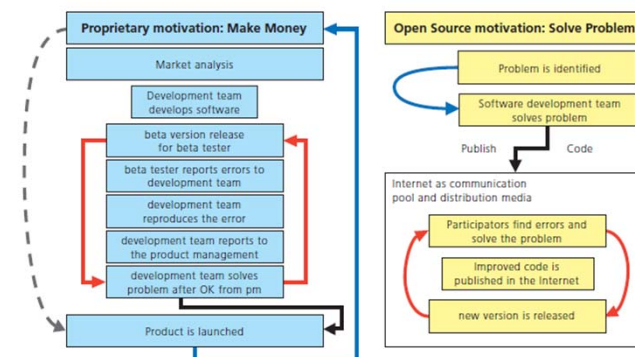 Proprietary motivation: Make Money
Market analysis
Development team
develops software
beta version release
for beta tester
beta tester reports errors to
development team
development team
reproduces the error
development team reports to
the product management
development team solves
problem after OK from pm
Product is launched
Open Source motivation: Solve Problem
Problem is identified
Software development team
solves problem
Publish Code
Internet as communication
pool and distribution media
Participators find errors and
solve the problem
Improved code is
published in the Internet
new version is released